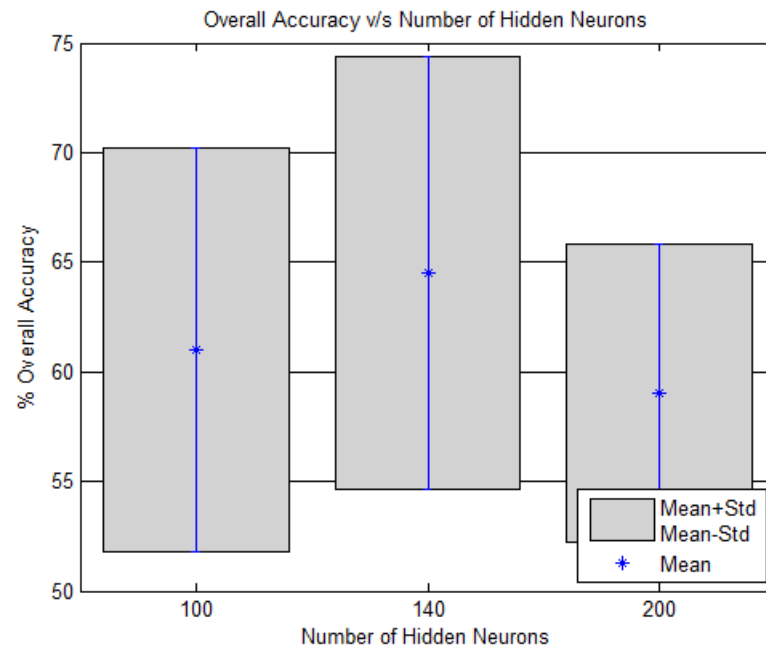 Overall Accuracy v/s Number of Hidden Neurons
75
70
65
60
55
50
% Overall Accuracy
Mean+Std
Mean-Std
Mean
100 140 200
Number of Hidden Neurons